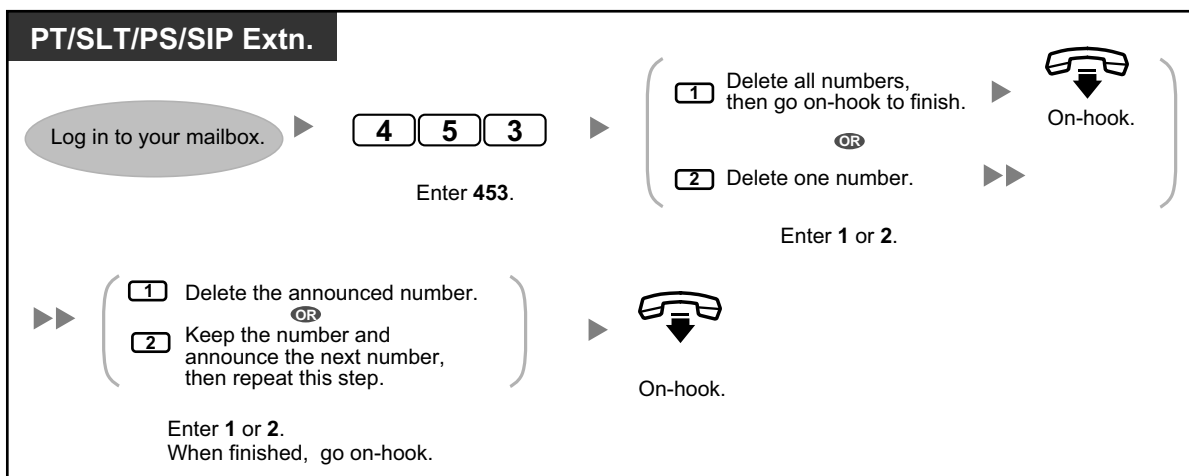 PT/SLT/PS/SIP Extn.
Log in to your mailbox.
4 5 3
Enter 453.
1 Delete all numbers,
then go on-hook to finish.
On-hook.
OR
2 Delete one number.
Enter 1 or 2.
1 Delete the announced number.
OR
2 Keep the number and
announce the next number,
then repeat this step.
Enter 1 or 2.
When finished, go on-hook.
On-hook.